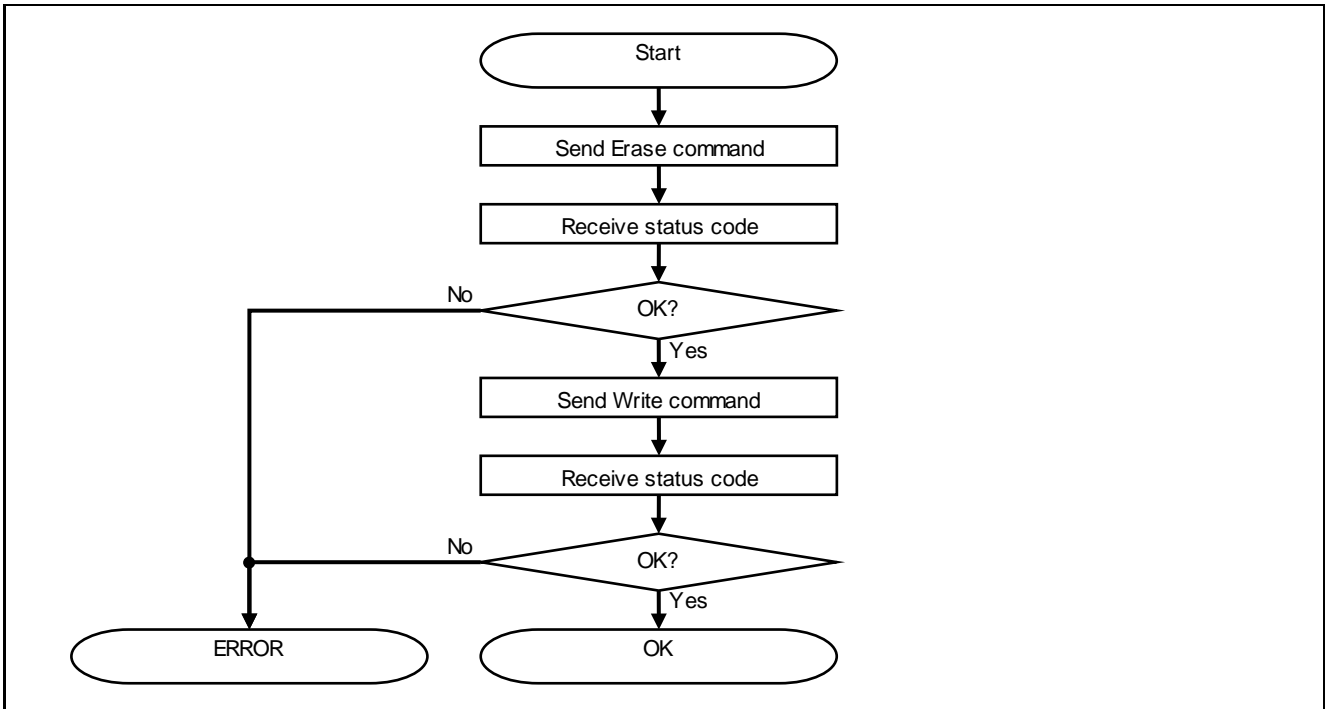 Start
Send Erase command
Receive status code
No
OK?
Yes
Send Write command
Receive status code
No
OK?
Yes
ERROR
OK